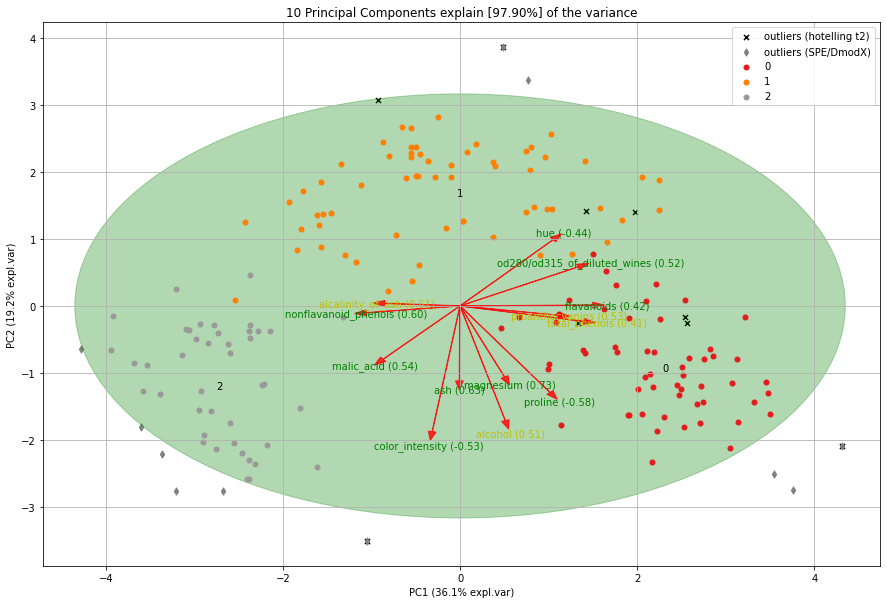 10 Principal Components explain [97.90%] of the variance
outliers (hotelling t2)
outliers (SPE/DmodX)
0
1
2
4
3
2
1
0
−1
−2
−3
PC2 (19.2% expl.var)
1
hue (-0.44)
od280/od315_of_diluted_wines (0.52)
flavanoids (0.42)
total_phenols (0.41)
nonflavanoid_phenols (0.60)
malic_acid (0.54)
0
magnesium (0.73)
ash (0.63)
2
proline (-0.58)
alcohol (0.51)
color_intensity (-0.53)
−4
−2
0
2
4
PC1 (36.1% expl.var)